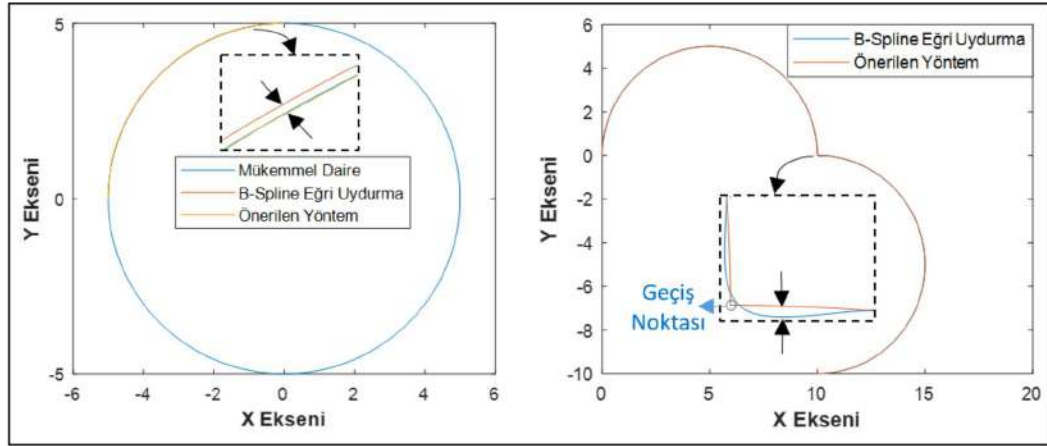 5
0
-5
-6
-4
-2
0
2
4
6
Y Ekseni
X Ekseni
Mükemmel Daire
B-Spline Eğri Uydurma
Önerilen Yöntem
6
4
2
0
-2
-4
-6
-8
-10
0
5
10
15
20
Y Ekseni
X Ekseni
B-Spline Eğri Uydurma
Önerilen Yöntem
Geçiş
Noktası